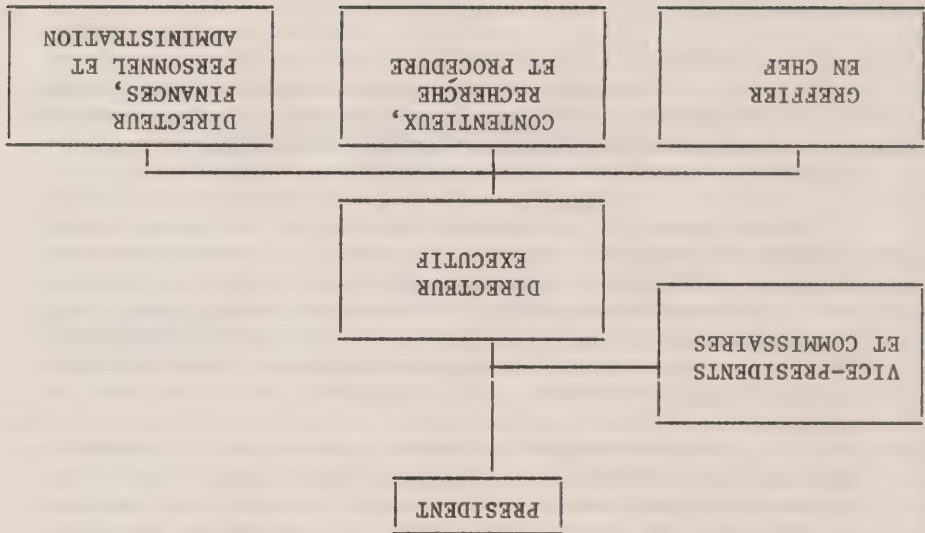 PRESIDENT
VICE-PRESIDENTS
ET COMMISSAIRES
DIRECTEUR
EXECUTIF
GREFFIER
EN CHEF
CONTENTIEUX,
RECHERCHE
ET PROCEDURE
DIRECTEUR
FINANCES,
PERSONNEL ET
ADMINISTRATION